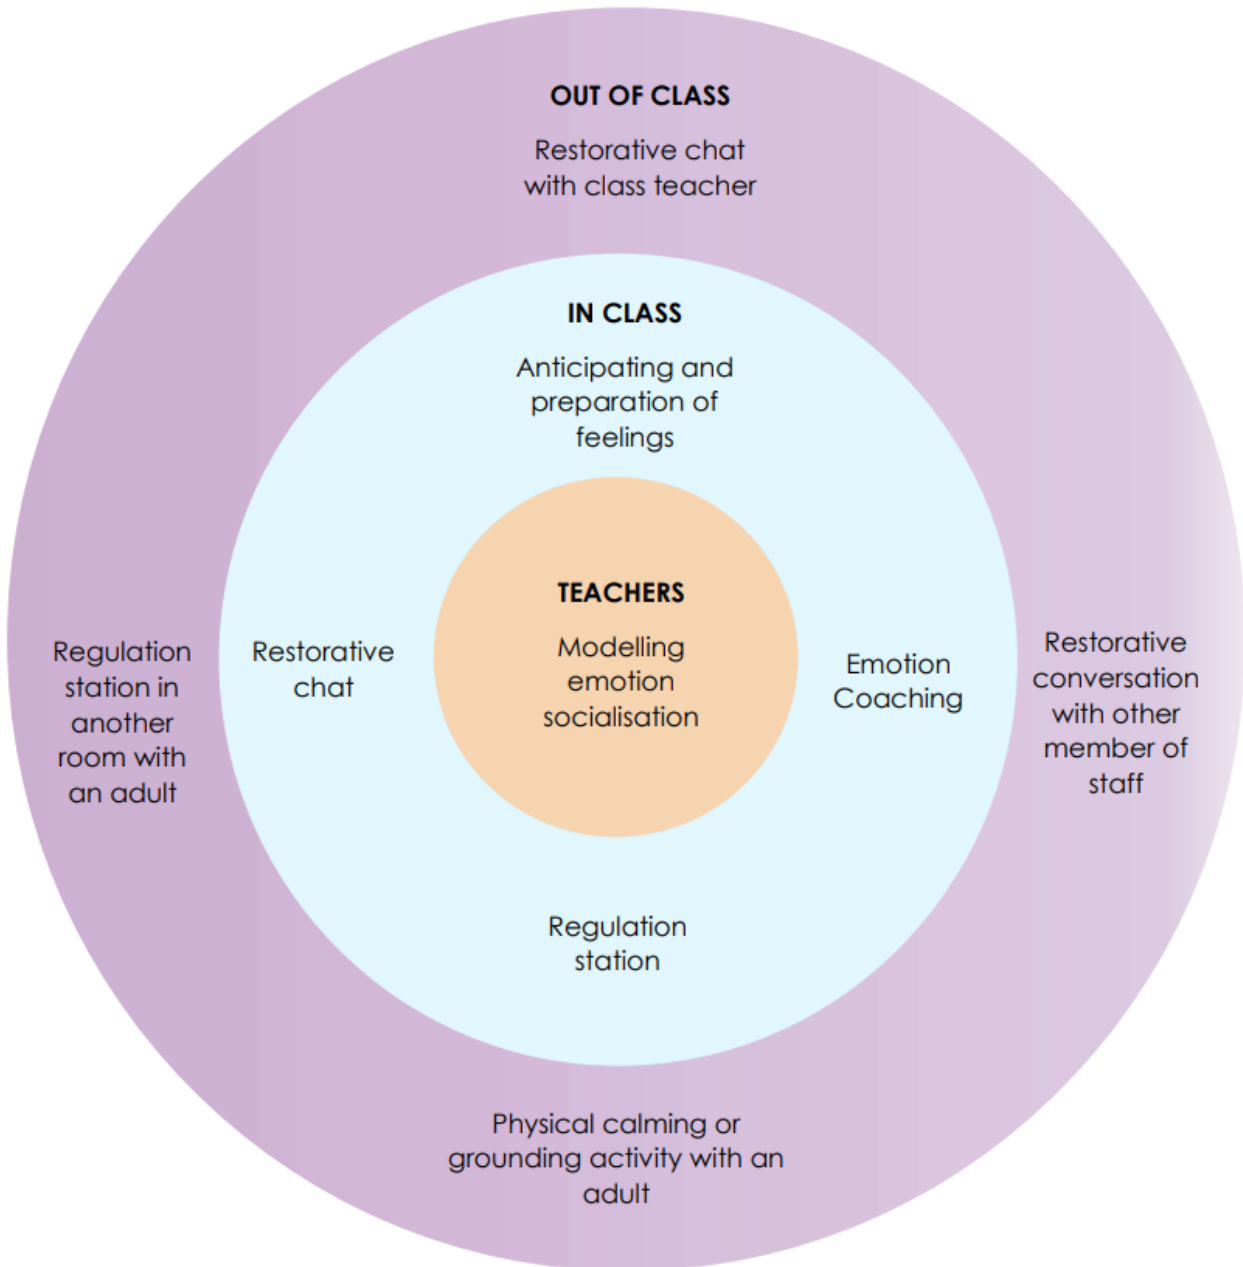 OUT OF CLASS
Restorative chat
with class teacher
IN CLASS
Anticipating and
preparation of
feelings
TEACHERS
Modelling
emotion
socialisation
Restorative
chat
Emotion
Coaching
Regulation
station
Regulation
station in
another
room with
an adult
Restorative
conversation
with other
member of
staff
Physical calming or
grounding activity with an
adult